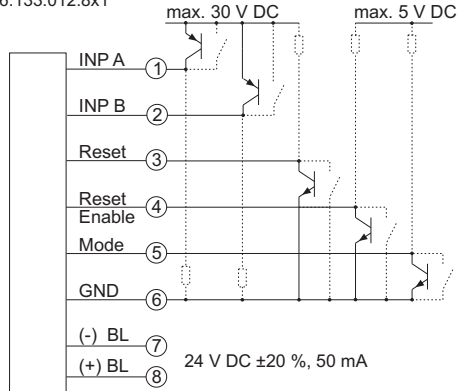 6.133.012.8x1
max. 30 V DC
max. 5 V DC
INP A
1
INP B
2
Reset
3
Reset
Enable
4
Mode
5
GND
6
(-) BL
7
(+) BL
8
24 V DC ±20 %, 50 mA